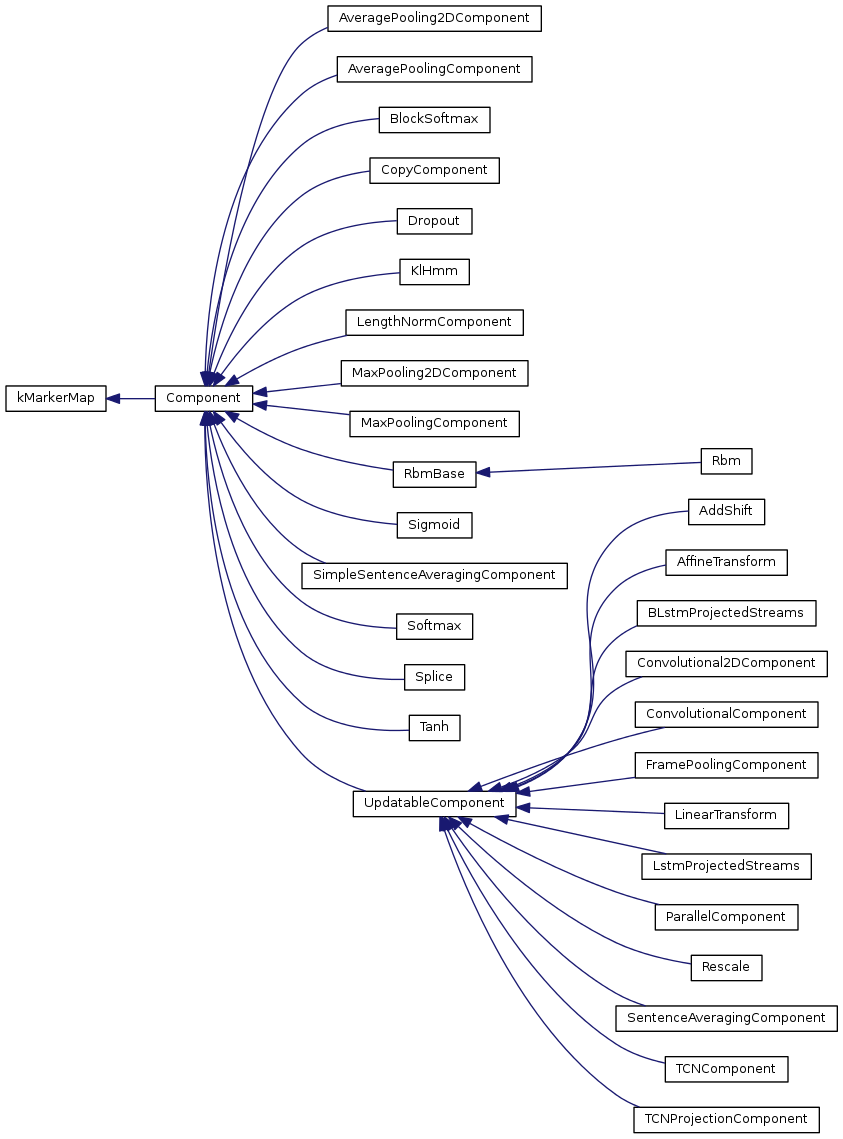 AveragePooling2DComponent
AveragePoolingComponent
BlockSoftmax
CopyComponent
Dropout
KlHmm
LengthNormComponent
MaxPooling2DComponent
kMarkerMap
Component
MaxPoolingComponent
RbmBase
Rbm
Sigmoid
AddShift
SimpleSentenceAveragingComponent
AffineTransform
Softmax
BLstmProjectedStreams
Splice
Convolutional2DComponent
Tanh
ConvolutionalComponent
FramePoolingComponent
UpdatableComponent
LinearTransform
LstmProjectedStreams
ParallelComponent
Rescale
SentenceAveragingComponent
TCNComponent
TCNProjectionComponent